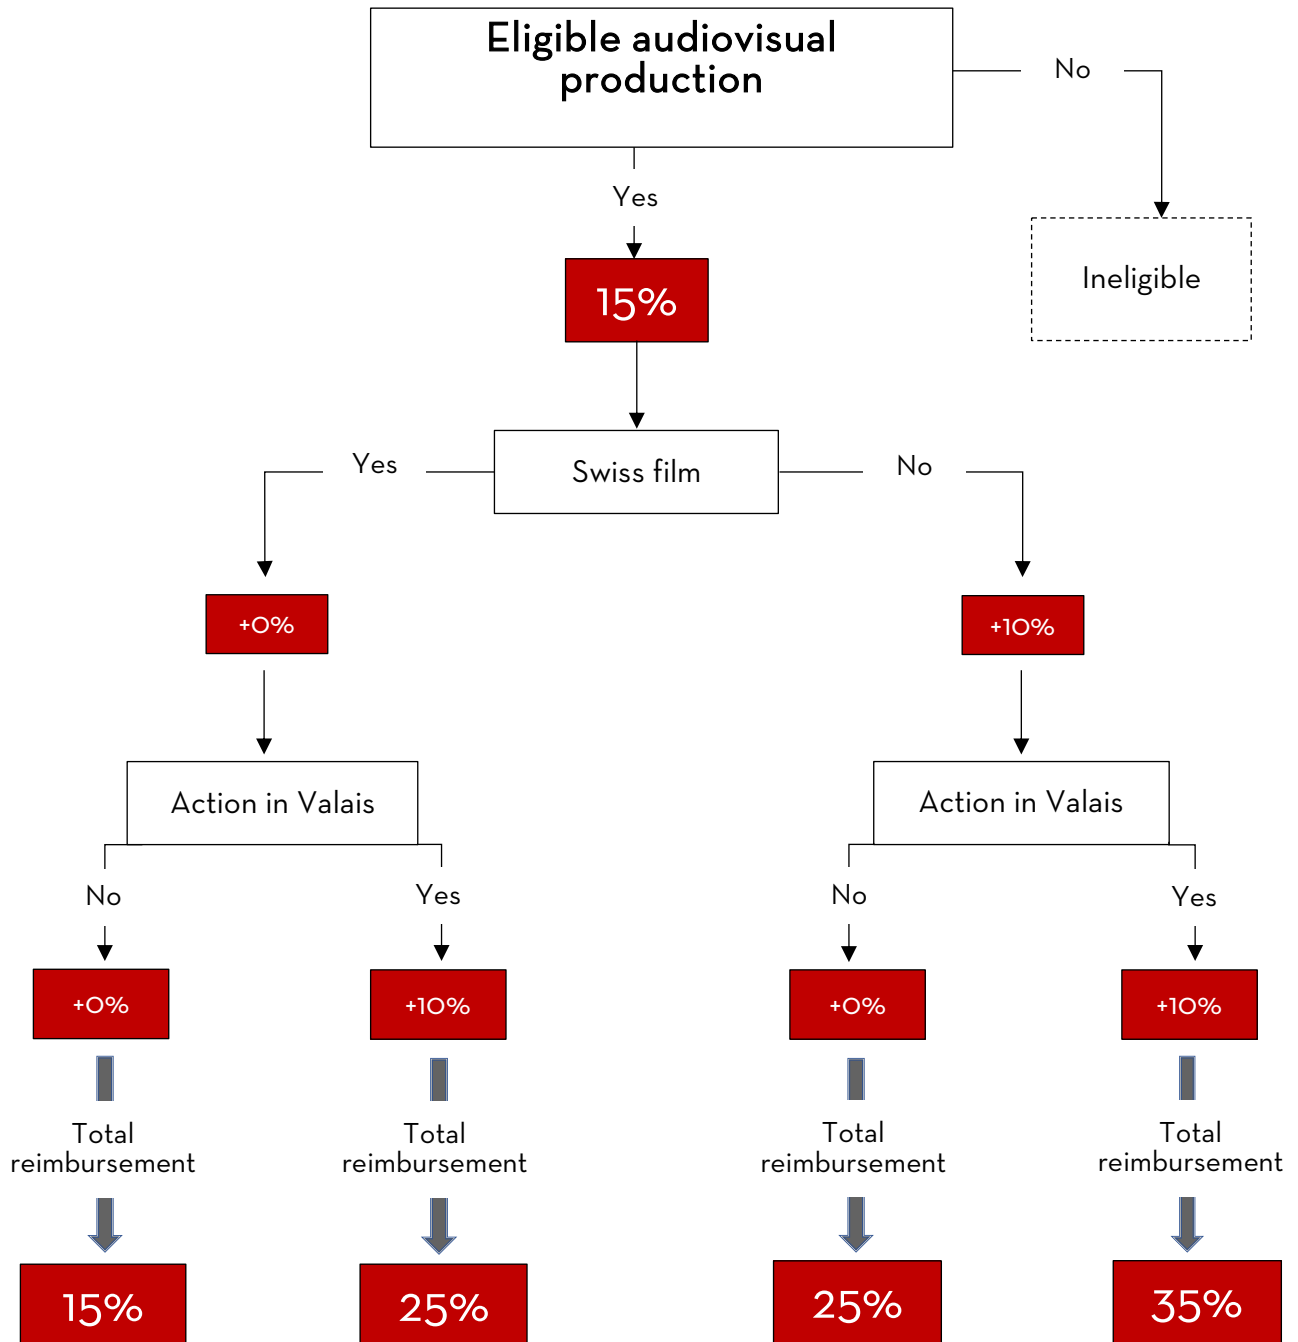 Eligible audiovisual
production
No
Yes
Ineligible
15%
Swiss film
Yes
No
+0%
+10%
Action in Valais
Action in Valais
No
Yes
No
Yes
+0%
+10%
+0%
+10%
Total
reimbursement
Total
reimbursement
Total
reimbursement
Total
reimbursement
15%
25%
25%
35%